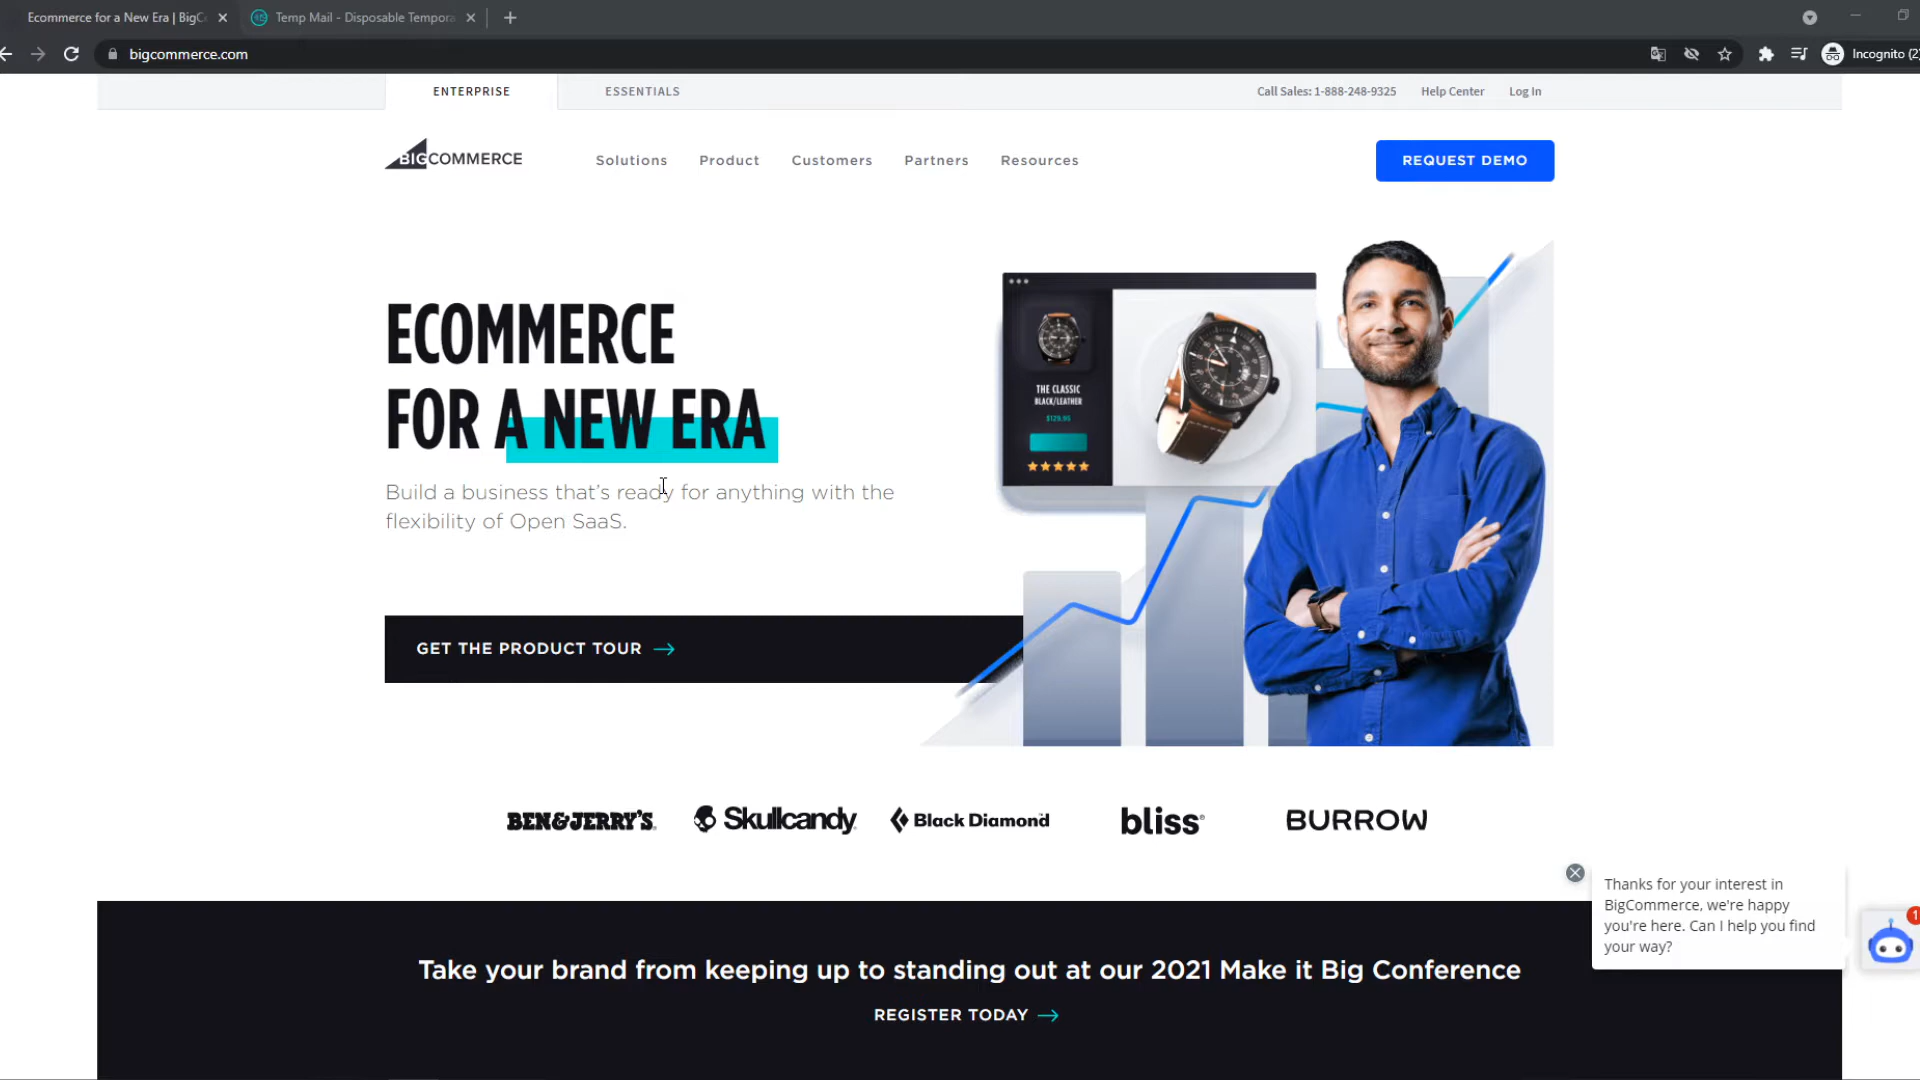 Ecommerce for a New Era | BigC
Temp Mail - Disposable Tempora
bigcommerce.com
Incognito (2
ENTERPRISE
ESSENTIALS
Call Sales: 1-888-248-9325
Help Center
Log In
BIGCOMMERCE
Solutions
Product
Customers
Partners
Resources
REQUEST DEMO
ECOMMERCE
FOR A NEW ERA
Build a business that's ready for anything with the
flexibility of Open SaaS.
THE CLASSIC
BLACK/LEATHER
$129.95
GET THE PRODUCT TOUR
BEN & JERRY'S
Skullcandy
Black Diamond
bliss
BURROW
Thanks for your interest in
BigCommerce, we're happy
you're here. Can I help you find
your way?
1
Take your brand from keeping up to standing out at our 2021 Make it Big Conference
REGISTER TODAY